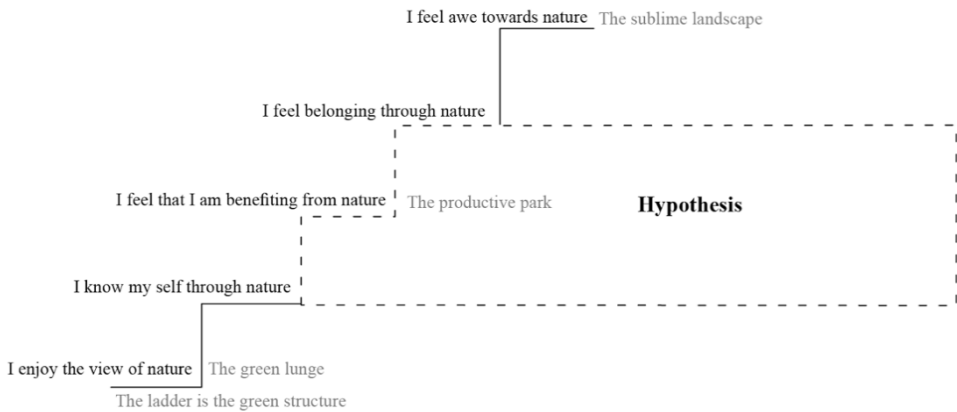 I feel awe towards nature The sublime landscape
I feel belonging through nature
I feel that I am benefiting from nature The productive park Hypothesis
I know my self through nature
I enjoy the view of nature The green lunge
The ladder is the green structure